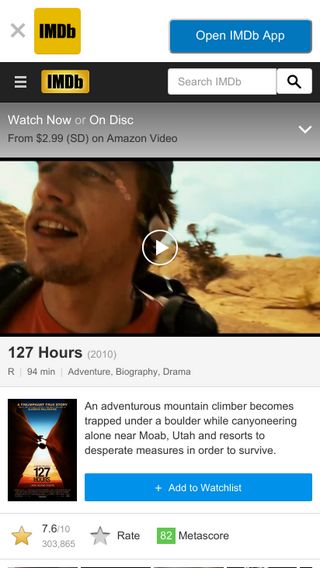 IMDb
Open IMDb App
IMDb
Search IMDb
Watch Now or On Disc
From $2.99 (SD) on Amazon Video
127 Hours (2010)
R | 94 min | Adventure, Biography, Drama
A TRIUMPHANT TRUE STORY
127
HOURS
An adventurous mountain climber becomes
trapped under a boulder while canyoneering
alone near Moab, Utah and resorts to
desperate measures in order to survive.
+ Add to Watchlist
7.6/10
303,865
Rate
82 Metascore